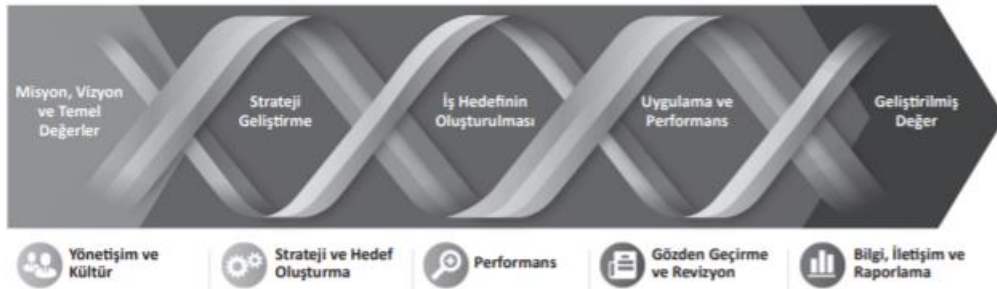 Misyon, Vizyon
ve Temel
Değerler
Strateji
Geliştirme
İş Hedefinin
Oluşturulması
Uygulama ve
Performans
Geliştirilmiş
Değer
Yönetişim ve
Kültür
Strateji ve Hedef
Oluşturma
Performans
Gözden Geçirme
ve Revizyon
Bilgi, İletişim ve
Raporlama